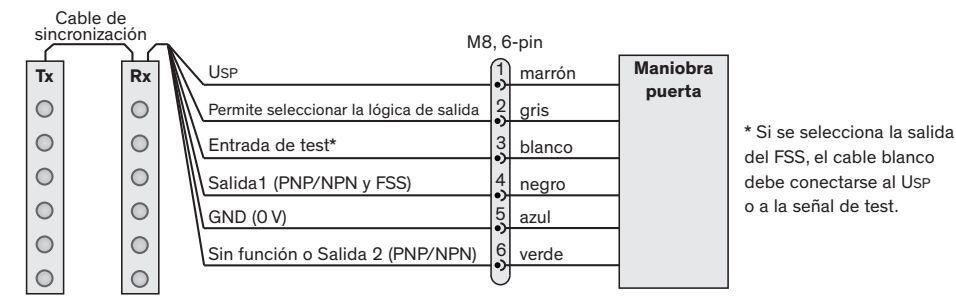 Cable de
sincronización
M8, 6-pin
Tx
Rx
USP
1
marrón
Permite seleccionar la lógica de salida
2
gris
Entrada de test*
3
blanco
Salida1 (PNP/NPN y FSS)
4
negro
GND (0 V)
5
azul
Sin función o Salida 2 (PNP/NPN)
6
verde
Maniobra
puerta
* Si se selecciona la salida
del FSS, el cable blanco
debe conectarse al USP
o a la señal de test.